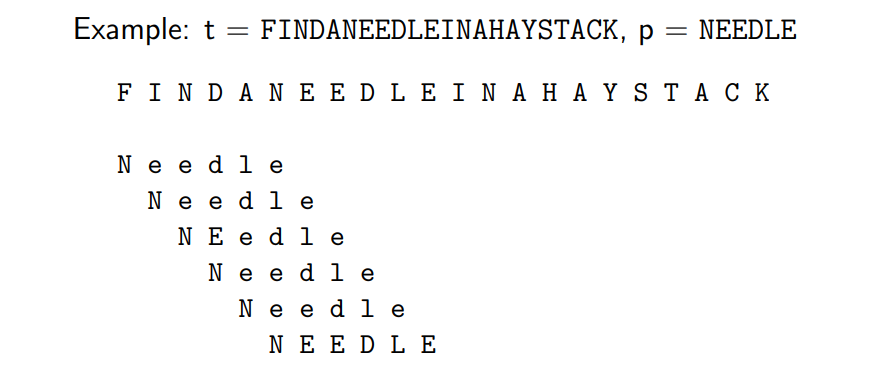 Example: t = FINDANEEDLEINAHAYSTACK, p = NEEDLE
F I N D A N E E D L E I N A H A Y S T A C K
N e e d l e
N e e d l e
N E e d l e
N e e d l e
N e e d l e
N E E D L E